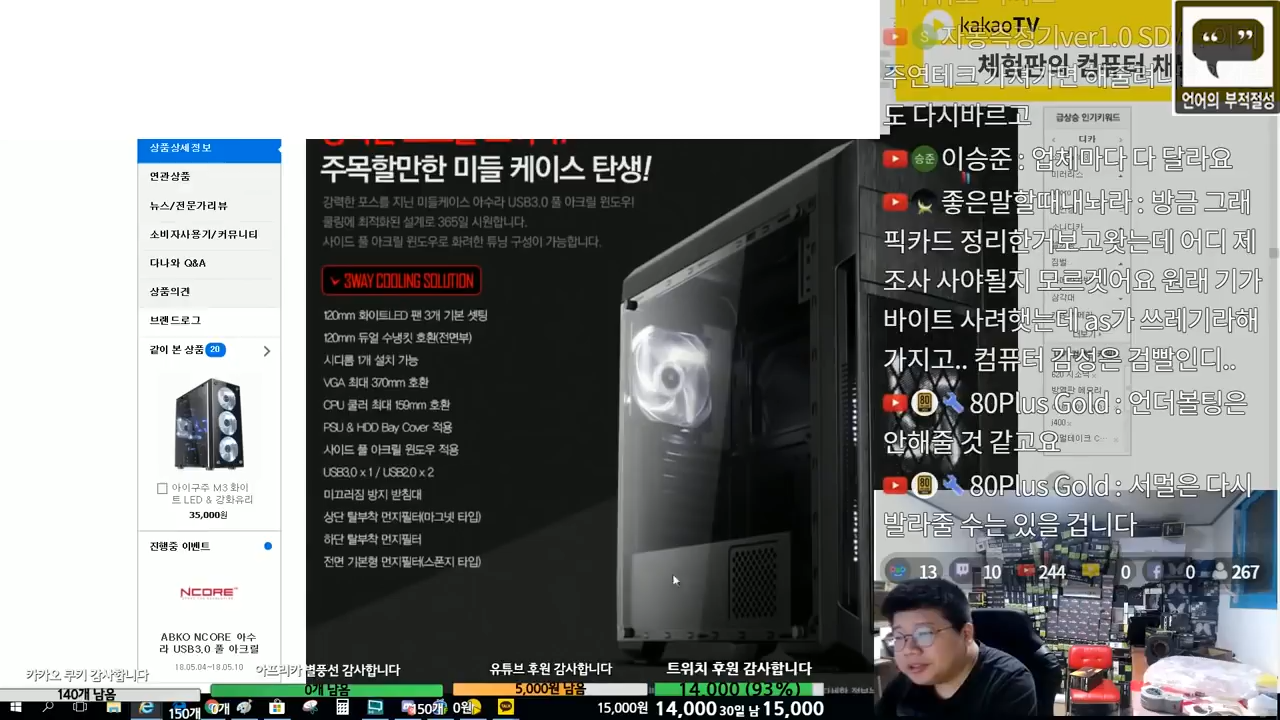 kakaoTV
체험판의 컴퓨터
언어의 부적절성
자동측정기ver1.0
도 다시바르고
급상승 인기키워드
디카
이승준 : 업체마다 다 달라요
좋은말할때내놔라 : 방금 그래
픽카드 정리한거보고왓는데 어디 제
조사 사야될지 모르겟어요 원래 기가
바이트 사려햇는데 as가 쓰레기라해
가지고.. 컴퓨터 감성은 검빨인디..
80Plus Gold : 언더볼팅은
안해줄 것 같고요
80Plus Gold : 서멀은 다시
발라줄 수는 있을 겁니다
13 10 244 0 0 267
상품상세정보
연관상품
뉴스/전문가리뷰
소비자사용기/커뮤니티
다나와 Q&A
상품의견
브랜드로그
같이 본 상품 20
아이구주 M3 화이
트 LED & 강화유리
35,000원
진행중 이벤트
NCORE
ABKO NCORE 아수
라 USB3.0 풀 아크릴
18.05.04~18.05.10
주목할만한 미들 케이스 탄생!
강력한 포스를 지닌 미들케이스 아수라 USB3.0 풀 아크릴 윈도우!
쿨링에 최적화된 설계로 365일 시원합니다.
사이드 풀 아크릴 윈도우로 화려한 튜닝 구성이 가능합니다.
3WAY COOLING SOLUTION
120mm 화이트LED 팬 3개 기본 셋팅
120mm 듀얼 수냉킷 호환(전면부)
시디롬 1개 설치 가능
VGA 최대 370mm 호환
CPU 쿨러 최대 159mm 호환
PSU & HDD Bay Cover 적용
사이드 풀 아크릴 윈도우 적용
USB3.0 x 1 / USB2.0 x 2
미끄러짐 방지 받침대
상단 탈부착 먼지필터(마그넷 타입)
하단 탈부착 먼지필터
전면 기본형 먼지필터(스폰지 타입)
카카오 쿠키 감사합니다
아프리카 별풍선 감사합니다
유튜브 후원 감사합니다
트위치 후원 감사합니다
140개 남음
0개 남음
5,000원 남음
14,000 (93%)
150개
0개
150개
0원
15,000원
14,000 30일 남 15,000